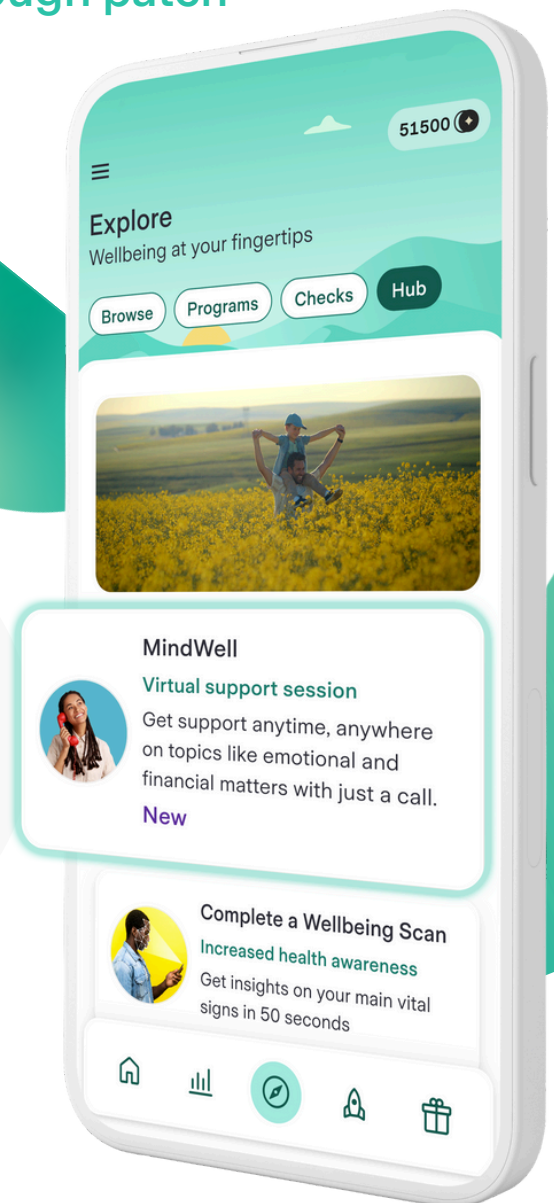 ough patch
51500
Explore
Wellbeing at your fingertips
Browse
Programs
Checks
Hub
MindWell
Virtual support session
Get support anytime, anywhere
on topics like emotional and
financial matters with just a call.
New
Complete a Wellbeing Scan
Increased health awareness
Get insights on your main vital
signs in 50 seconds